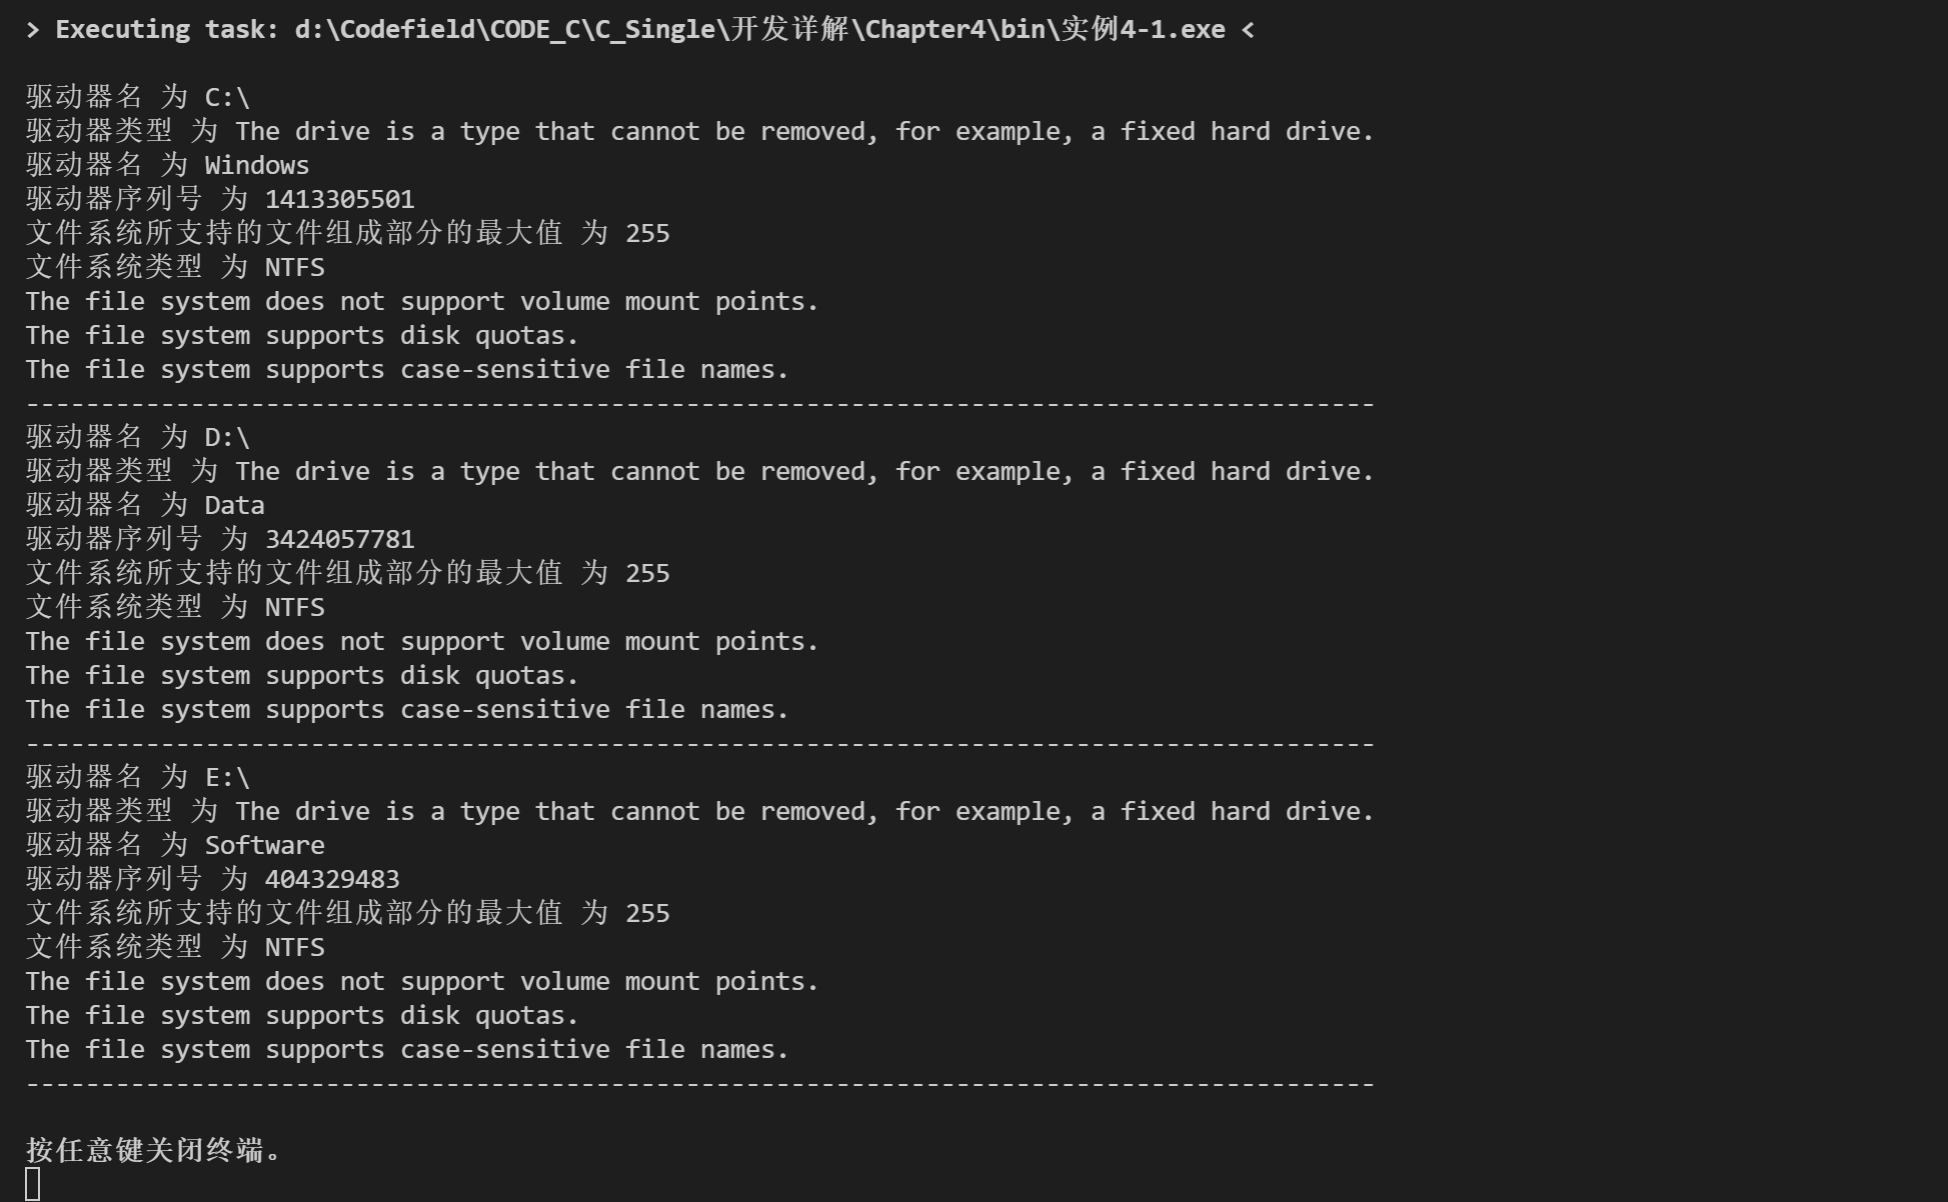 > Executing task: d:\Codefield\CODE_C\C_Single\开发详解\Chapter4\bin\实例4-1.exe <
驱动器名 为 C:\
驱动器类型 为 The drive is a type that cannot be removed, for example, a fixed hard drive.
驱动器名 为 Windows
驱动器序列号 为 1413305501
文件系统所支持的文件组成部分的最大值 为 255
文件系统类型 为 NTFS
The file system does not support volume mount points.
The file system supports disk quotas.
The file system supports case-sensitive file names.
------------------------------------------------------------------------------------------
驱动器名 为 D:\
驱动器类型 为 The drive is a type that cannot be removed, for example, a fixed hard drive.
驱动器名 为 Data
驱动器序列号 为 3424057781
文件系统所支持的文件组成部分的最大值 为 255
文件系统类型 为 NTFS
The file system does not support volume mount points.
The file system supports disk quotas.
The file system supports case-sensitive file names.
------------------------------------------------------------------------------------------
驱动器名 为 E:\
驱动器类型 为 The drive is a type that cannot be removed, for example, a fixed hard drive.
驱动器名 为 Software
驱动器序列号 为 404329483
文件系统所支持的文件组成部分的最大值 为 255
文件系统类型 为 NTFS
The file system does not support volume mount points.
The file system supports disk quotas.
The file system supports case-sensitive file names.
------------------------------------------------------------------------------------------
按任意键关闭终端。